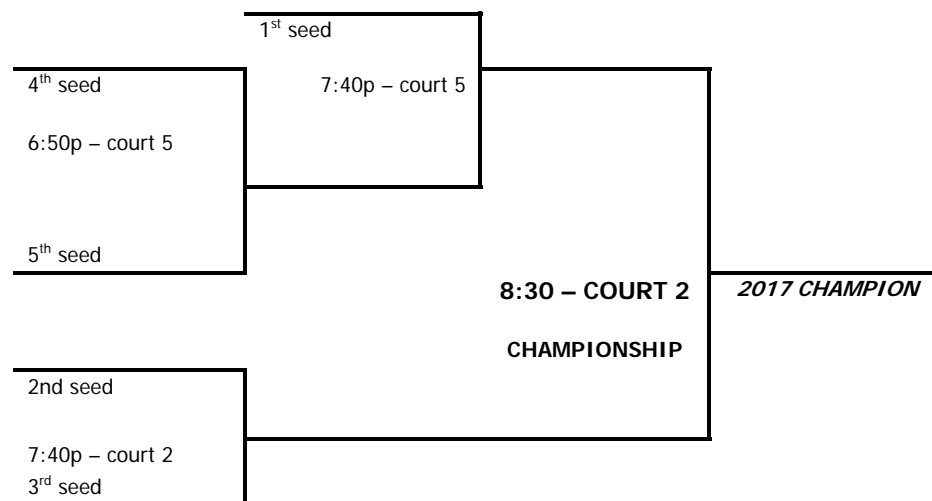 1st seed
4th seed
7:40p – court 5
6:50p – court 5
5th seed
8:30 – COURT 2
2017 CHAMPION
CHAMPIONSHIP
2nd seed
7:40p – court 2
3rd seed